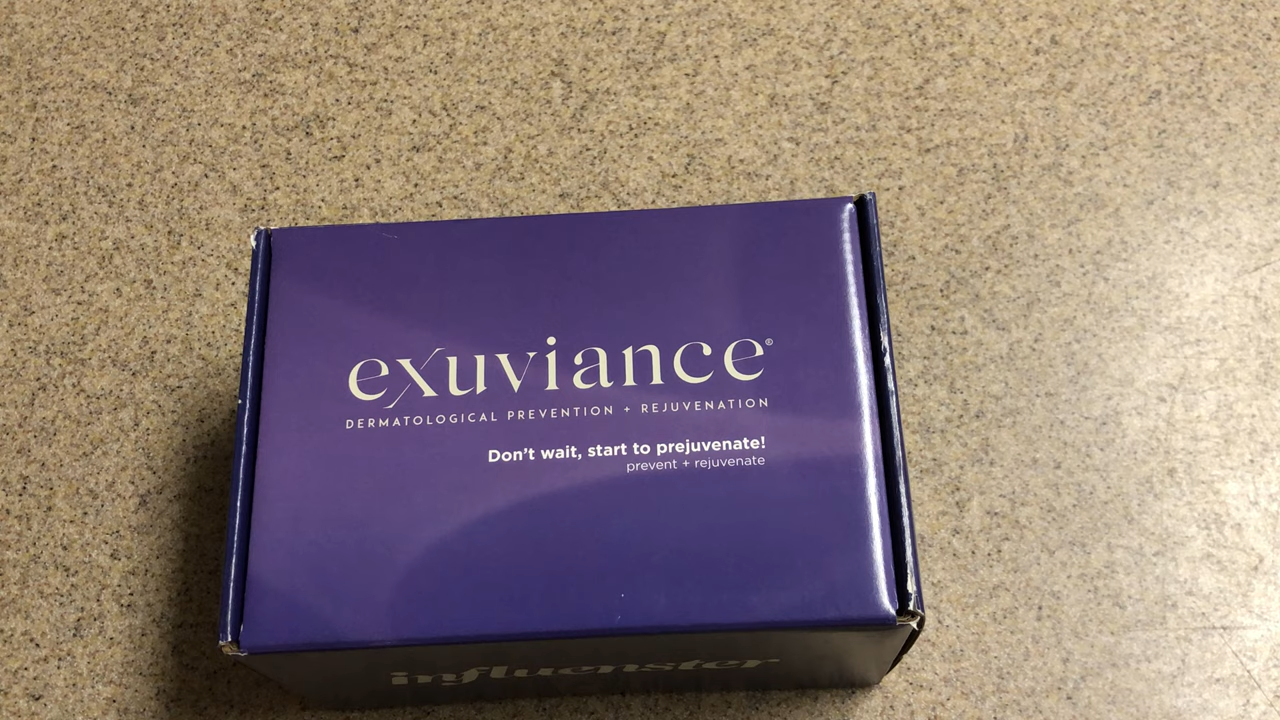 exuviance®
DERMATOLOGICAL PREVENTION + REJUVENATION
Don't wait, start to prejuvenate!
prevent + rejuvenate
influenster